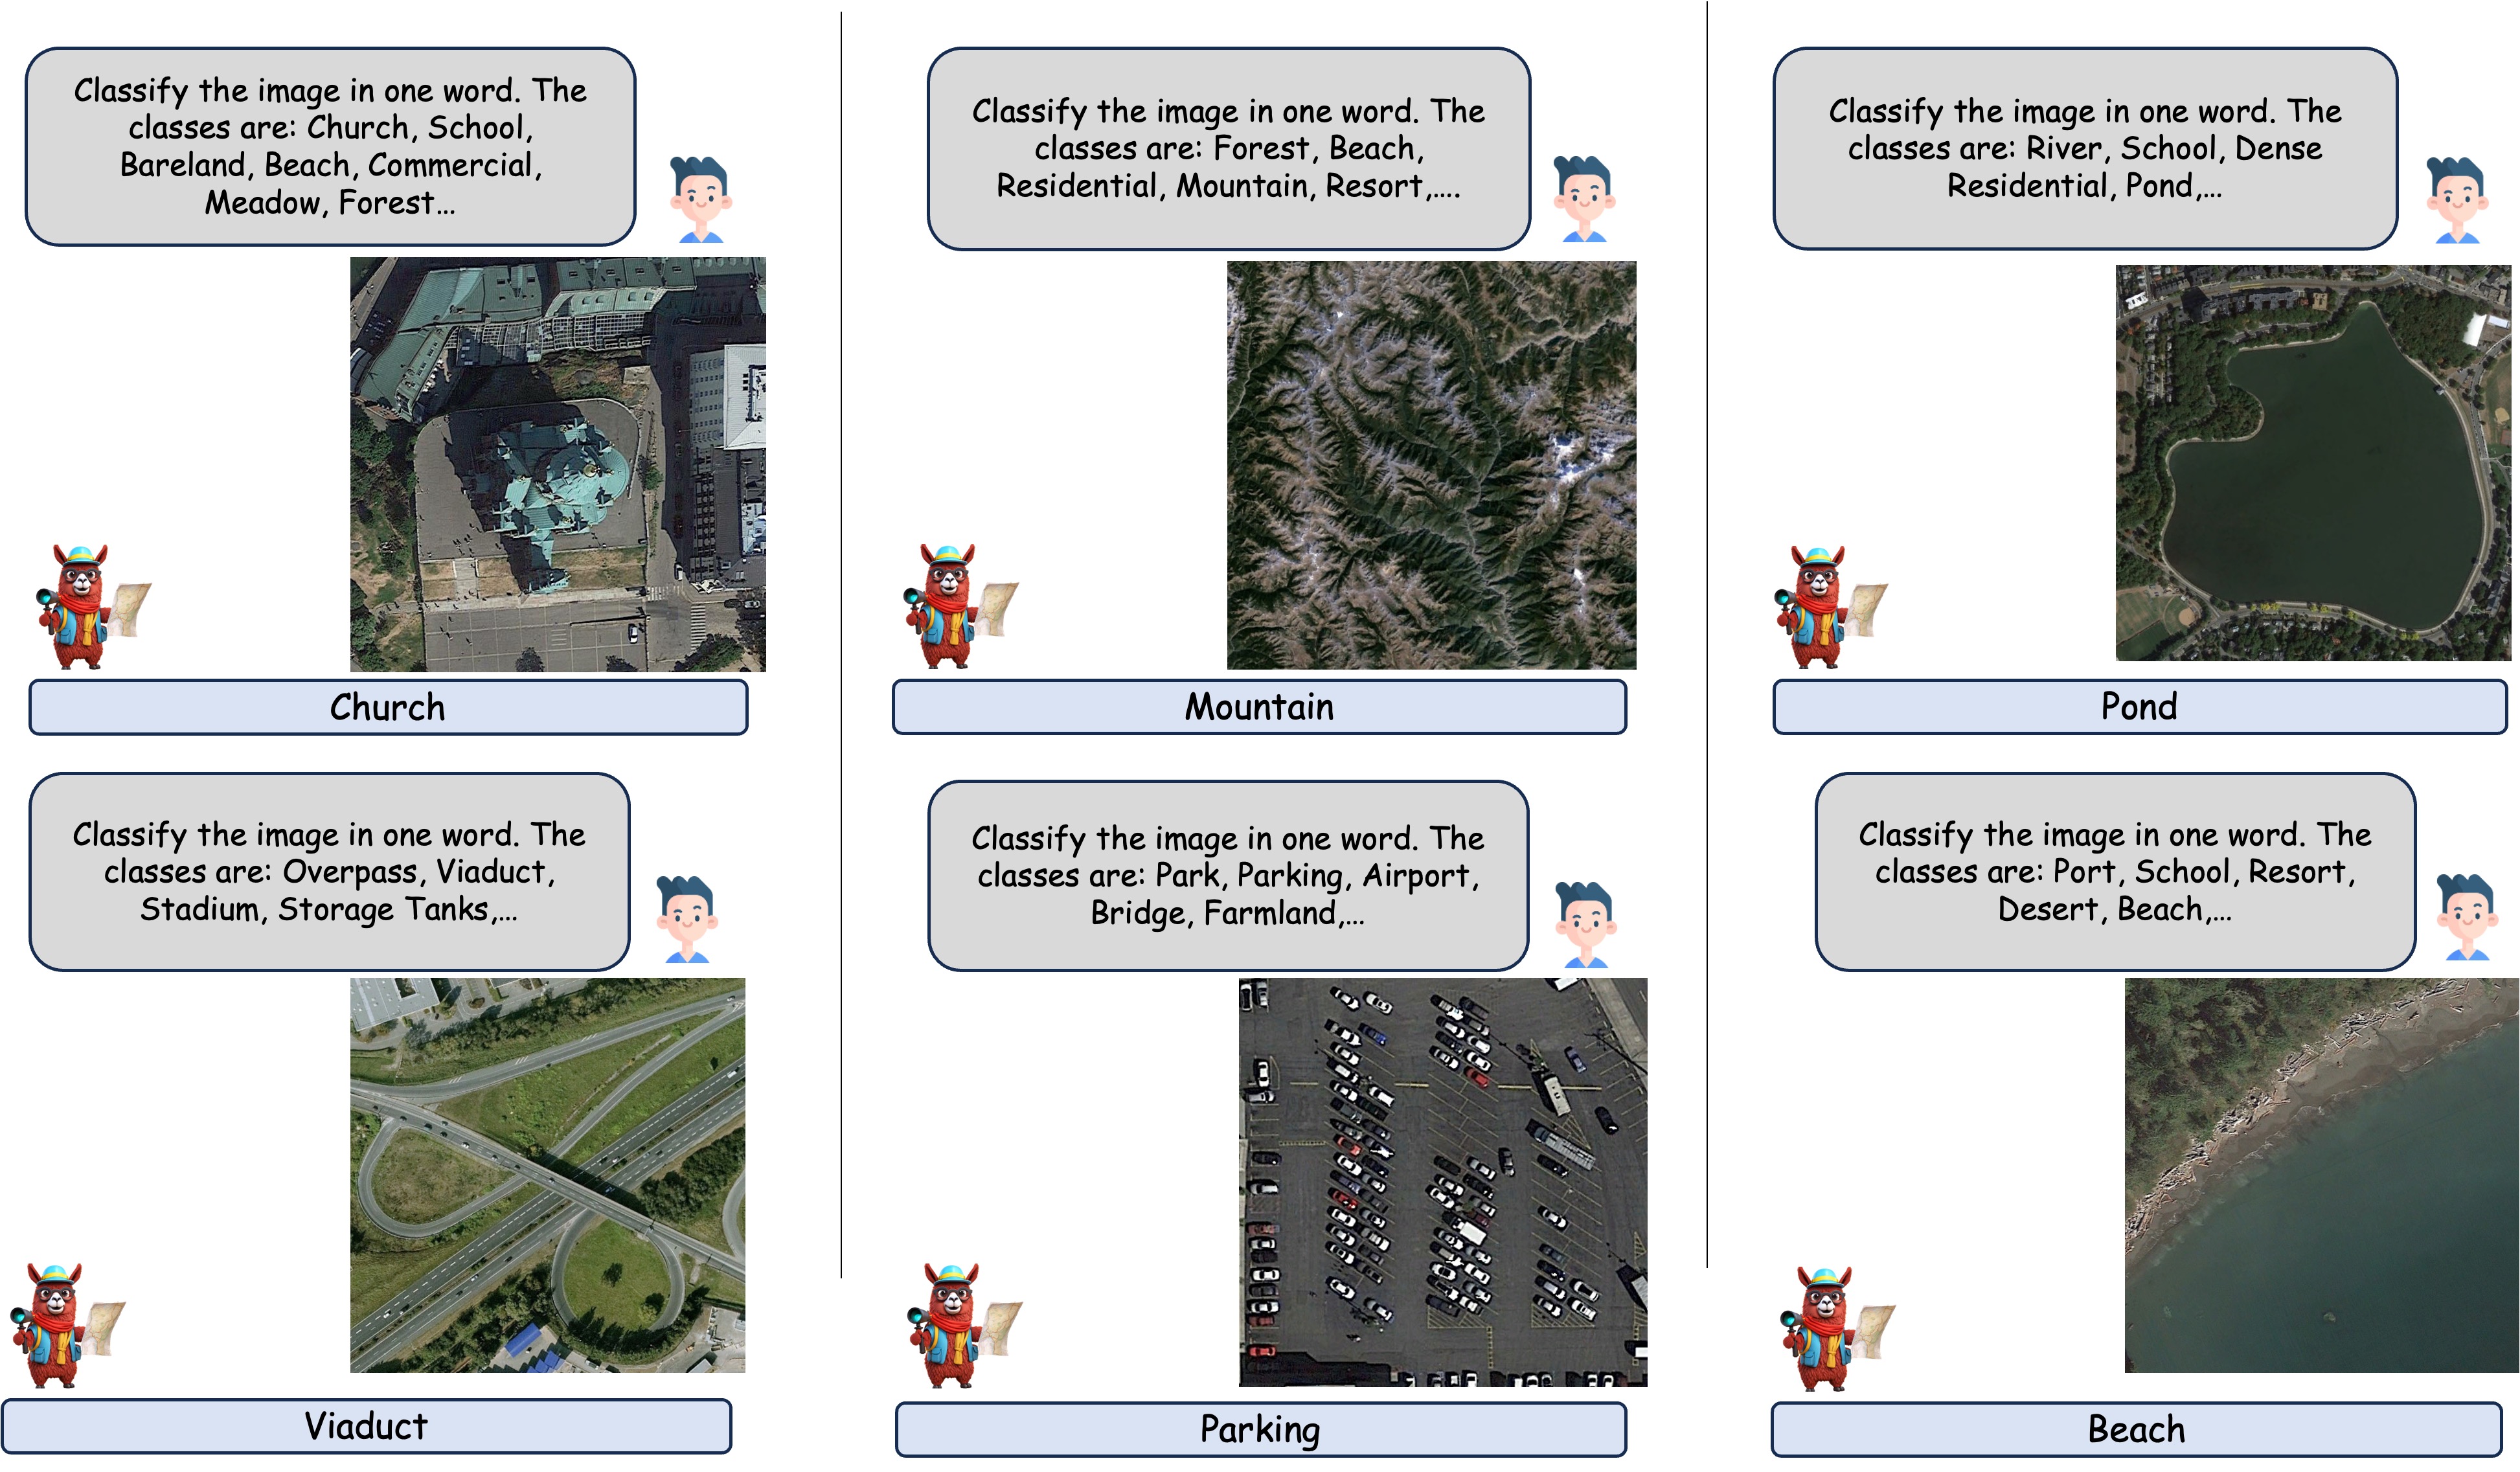 Classify the image in one word. The
classes are: Church, School,
Bareland, Beach, Commercial,
Meadow, Forest...
Church
Classify the image in one word. The
classes are: Forest, Beach,
Residential, Mountain, Resort,....
Mountain
Classify the image in one word. The
classes are: River, School, Dense
Residential, Pond,...
Pond
Classify the image in one word. The
classes are: Overpass, Viaduct,
Stadium, Storage Tanks,...
Viaduct
Classify the image in one word. The
classes are: Park, Parking, Airport,
Bridge, Farmland,...
Parking
Classify the image in one word. The
classes are: Port, School, Resort,
Desert, Beach,...
Beach